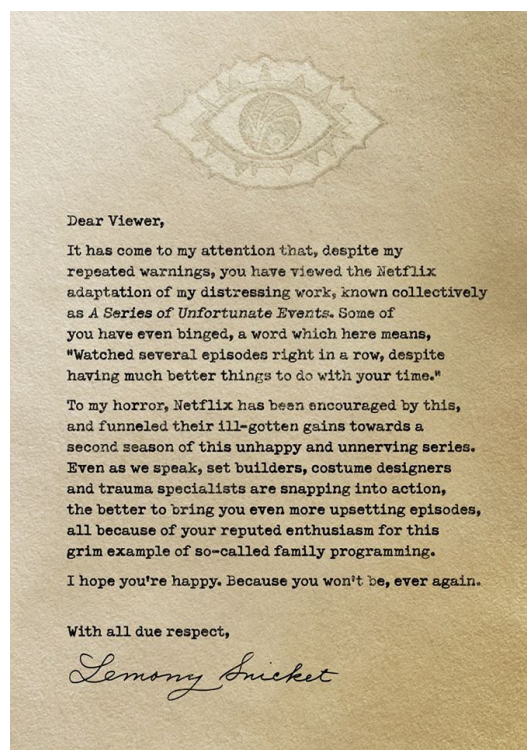 Dear Viewer,
It has come to my attention that, despite my
repeated warnings, you have viewed the Netflix
adaptation of my distressing work, known collectively
as A Series of Unfortunate Events. Some of
you have even binged, a word which here means,
"Watched several episodes right in a row, despite
having much better things to do with your time."
To my horror, Netflix has been encouraged by this,
and funneled their ill-gotten gains towards a
second season of this unhappy and unnerving series.
Even as we speak, set builders, costume designers
and trauma specialists are snapping into action,
the better to bring you even more upsetting episodes,
all because of your reputed enthusiasm for this
grim example of so-called family programming.
I hope you're happy. Because you won't be, ever again.
With all due respect,
Lemony Snicket